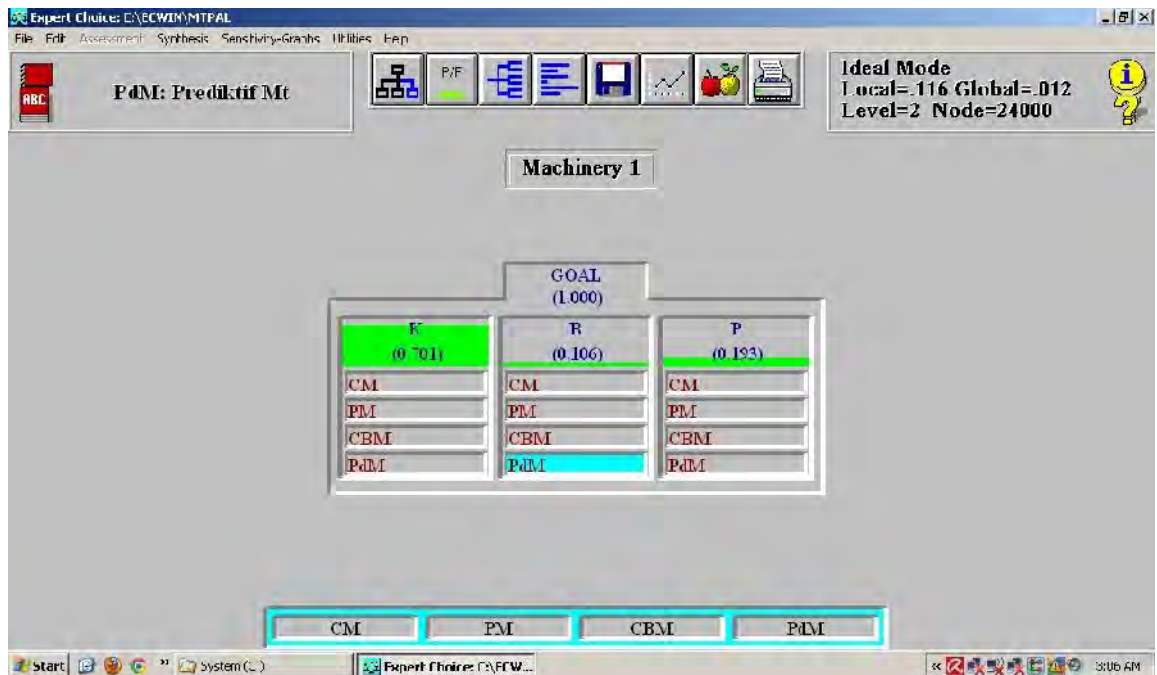 Expert Choice: C:\ECWIN\MTPAL
File Edit Assessment Synthesis Sensitivity-Graphs Utilities Help
ABC
PdM: Prediktif Mt
P/F
Ideal Mode
Local=.116 Global=.012
Level=2 Node=24000
Machinery 1
GOAL
(1.000)
K B P
(0.701) (0.106) (0.193)
CM CM CM
PM PM PM
CBM CBM CBM
PdM PdM PdM
CM PM CBM PdM
Start System Expert Choice: C:\ECW... 3:06 AM